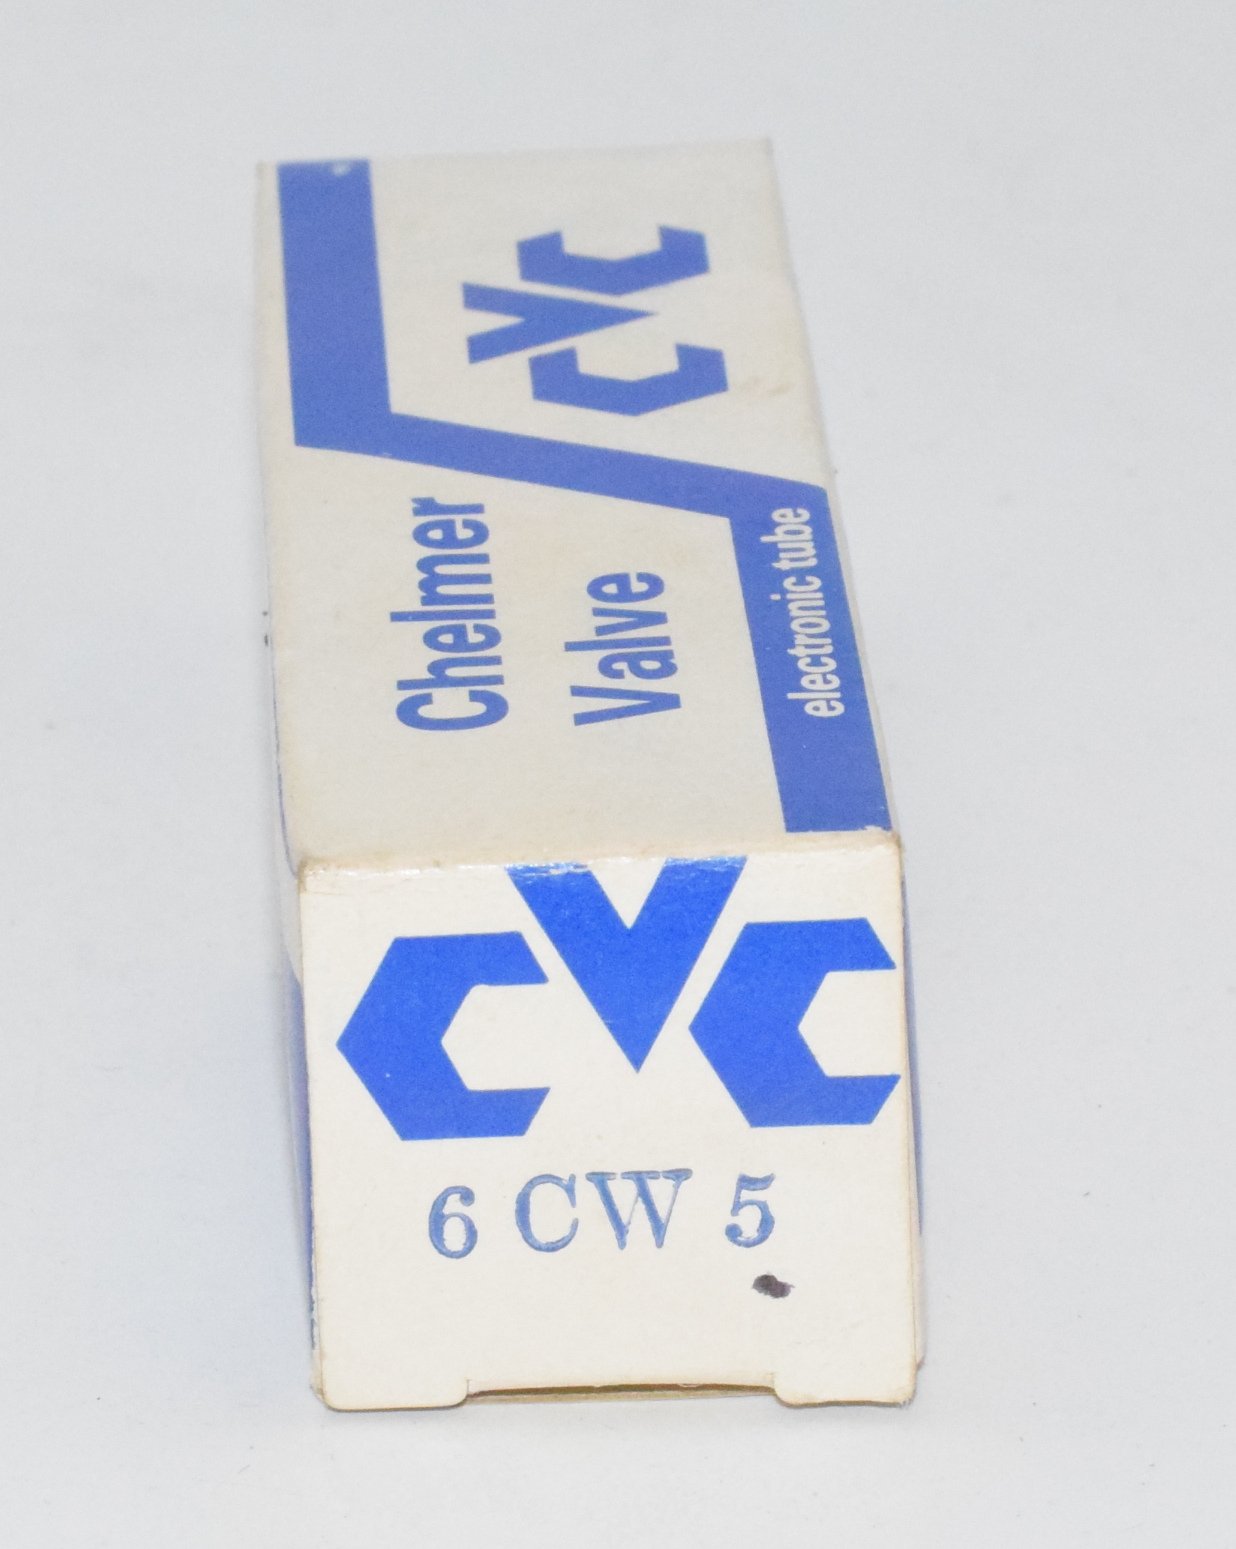 CVC
Chelmer
Valve
electronic tube
CVC
6 CW 5